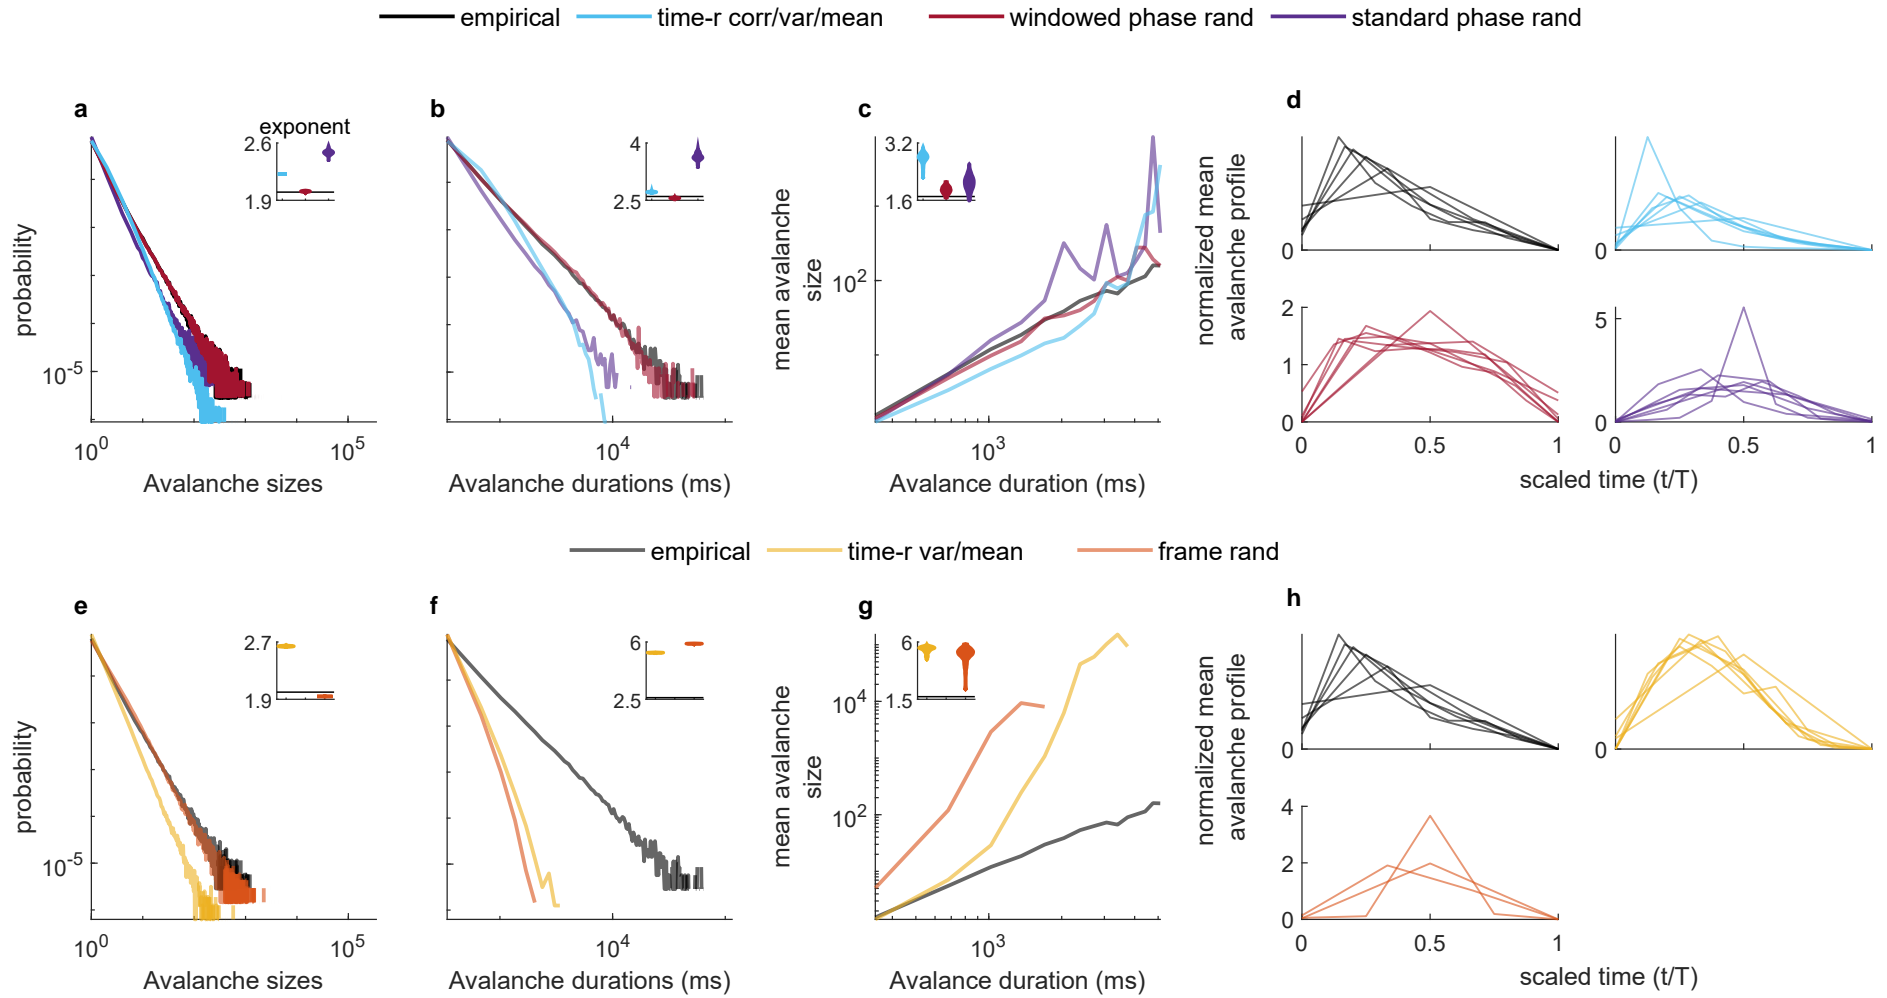 empirical time-r corr/var/mean windowed phase rand standard phase rand
a
probability
10^-5
10^0 10^5
Avalanche sizes
exponent
2.6
1.9
b
10^4
Avalanche durations (ms)
4
2.5
c
mean avalanche
size
10^2
10^3
Avalance duration (ms)
3.2
1.6
d
normalized mean
avalanche profile
0
0
2
1
0
0 0.5 1
5
0
0 0.5 1
scaled time (t/T)
empirical time-r var/mean frame rand
e
probability
10^-5
10^0 10^5
Avalanche sizes
2.7
1.9
f
10^4
Avalanche durations (ms)
6
2.5
g
mean avalanche
size
10^4
10^2
10^3
Avalance duration (ms)
6
1.5
h
normalized mean
avalanche profile
0
0
4
2
0
0 0.5 1
scaled time (t/T)